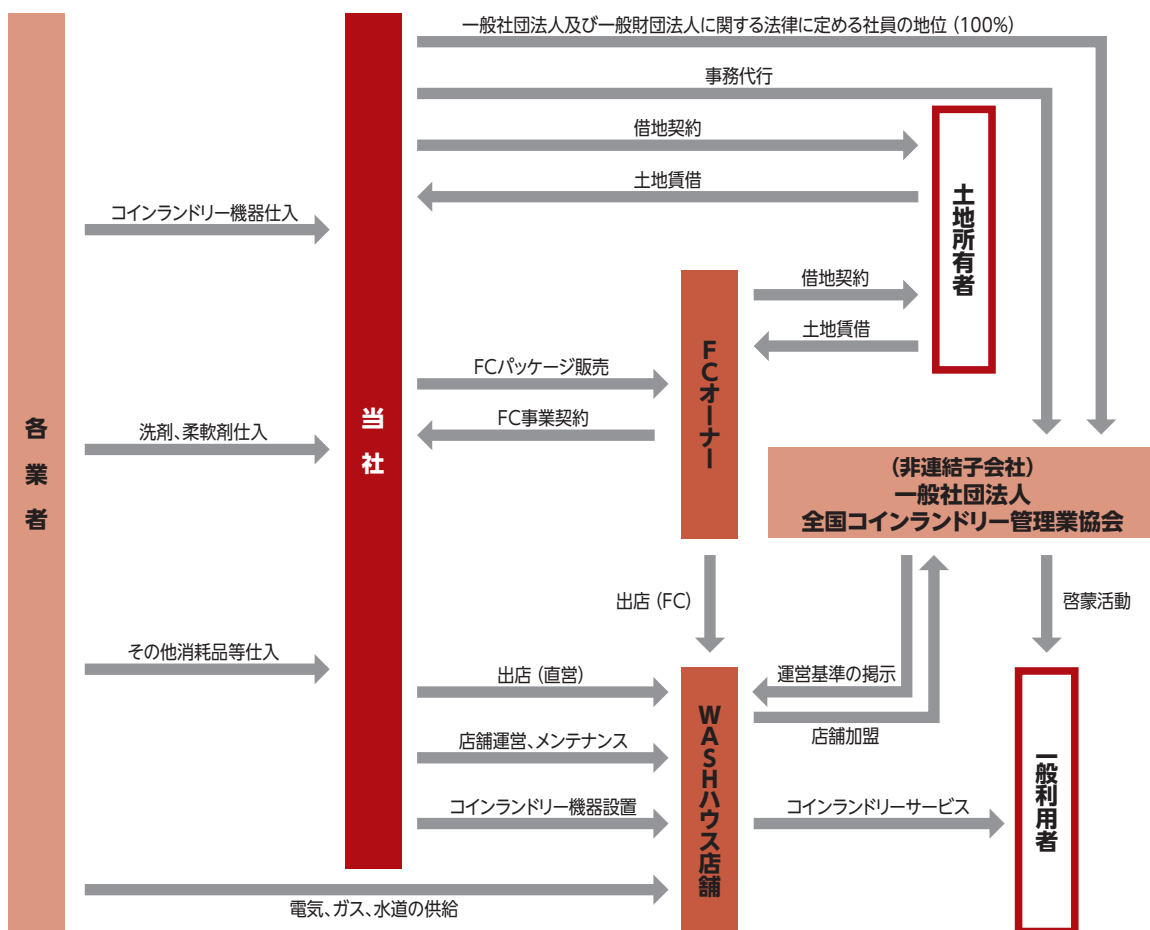 一般社団法人及び一般財団法人に関する法律に定める社員の地位 (100%)
事務代行
借地契約
土地賃借
土地所有者
コインランドリー機器仕入
借地契約
土地賃借
FCオーナー
FCパッケージ販売
FC事業契約
各業者
当社
洗剤、柔軟剤仕入
(非連結子会社)
一般社団法人
全国コインランドリー管理業協会
出店 (FC)
啓蒙活動
その他消耗品等仕入
出店 (直営)
運営基準の掲示
店舗加盟
店舗運営、メンテナンス
WASHハウス店舗
一般利用者
コインランドリー機器設置
コインランドリーサービス
電気、ガス、水道の供給